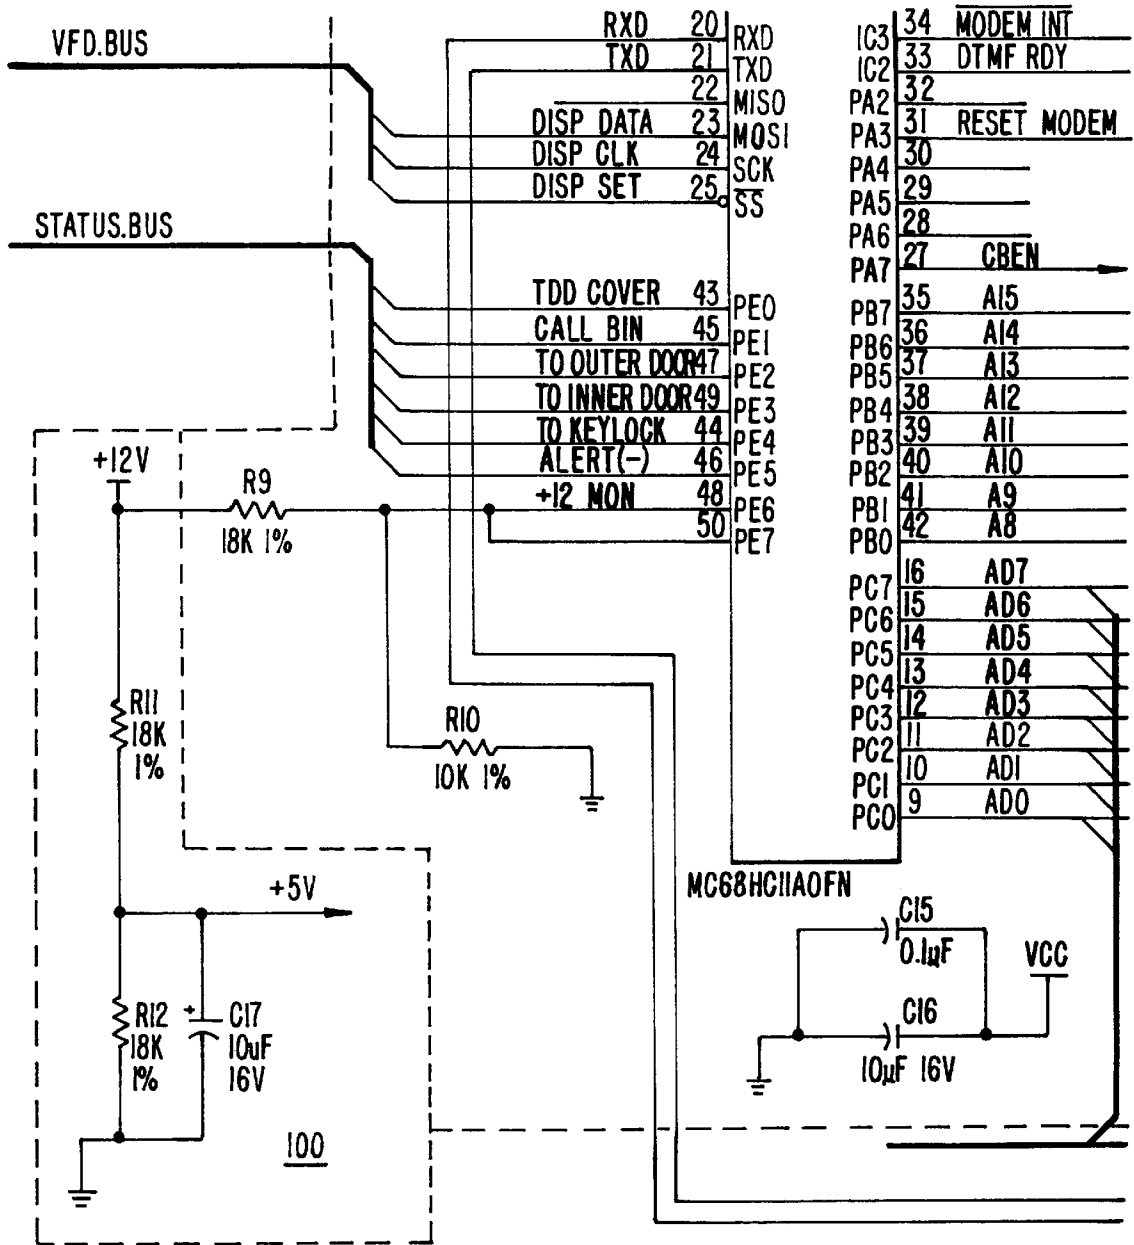 VFD.BUS
STATUS.BUS
RXD 20 RXD
TXD 21 TXD
22 MISO
DISP DATA 23 MOSI
DISP CLK 24 SCK
DISP SET 25 SS
TDD COVER 43 PE0
CALL BIN 45 PE1
TO OUTER DOOR 47 PE2
TO INNER DOOR 49 PE3
TO KEYLOCK 44 PE4
ALERT(-) 46 PE5
+12 MON 48 PE6
50 PE7
IC3 34 MODEM INT
IC2 33 DTMF RDY
PA2 32
PA3 31 RESET MODEM
PA4 30
PA5 29
PA6 28
PA7 27 CBEN
PB7 35 A15
PB6 36 A14
PB5 37 A13
PB4 38 A12
PB3 39 A11
PB2 40 A10
PB1 41 A9
PB0 42 A8
PC7 16 AD7
PC6 15 AD6
PC5 14 AD5
PC4 13 AD4
PC3 12 AD3
PC2 11 AD2
PC1 10 AD1
PC0 9 AD0
MC68HC11A0FN
+12V
R9
18K 1%
R11
18K
1%
R10
10K 1%
+5V
R12
18K
1%
+
C17
10uF
16V
100
C15
0.1µF
VCC
C16
10µF 16V